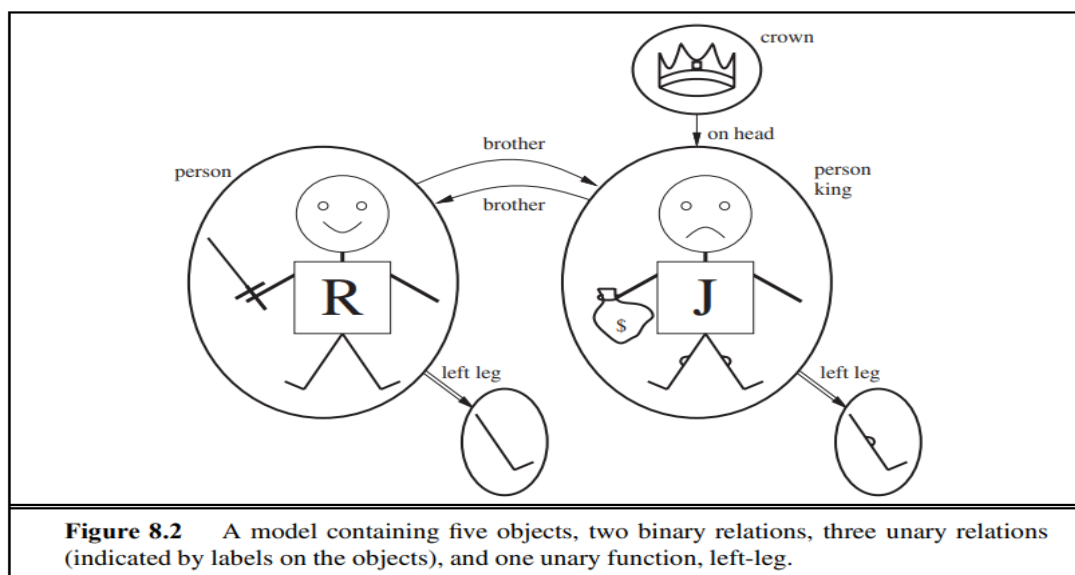 crown
on head
brother
person
person
king
brother
R
J
$
left leg
left leg
Figure 8.2 A model containing five objects, two binary relations, three unary relations
(indicated by labels on the objects), and one unary function, left-leg.